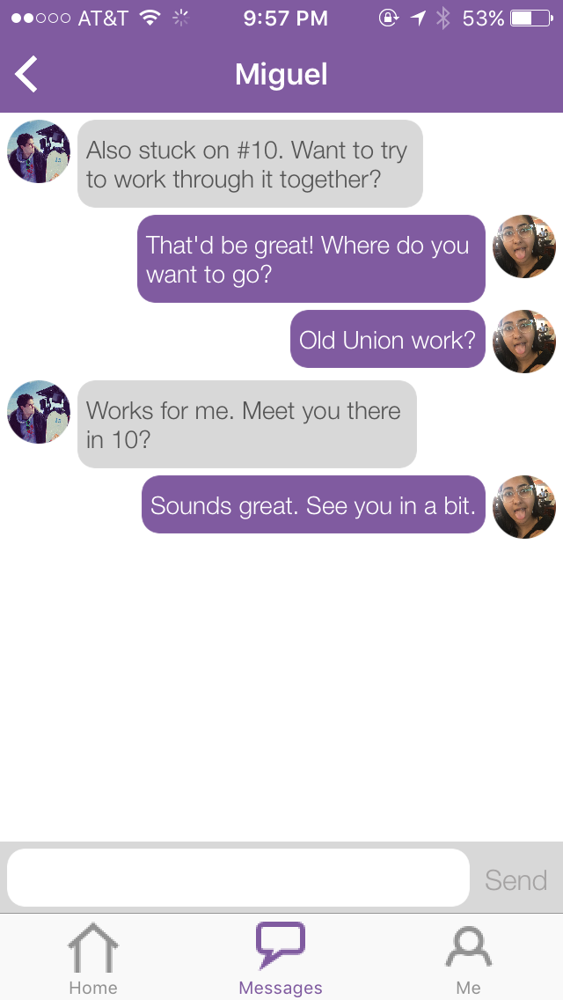 AT&T 9:57 PM 53%
Miguel
Also stuck on #10. Want to try
to work through it together?
That'd be great! Where do you
want to go?
Old Union work?
Works for me. Meet you there
in 10?
Sounds great. See you in a bit.
Send
Home Messages Me